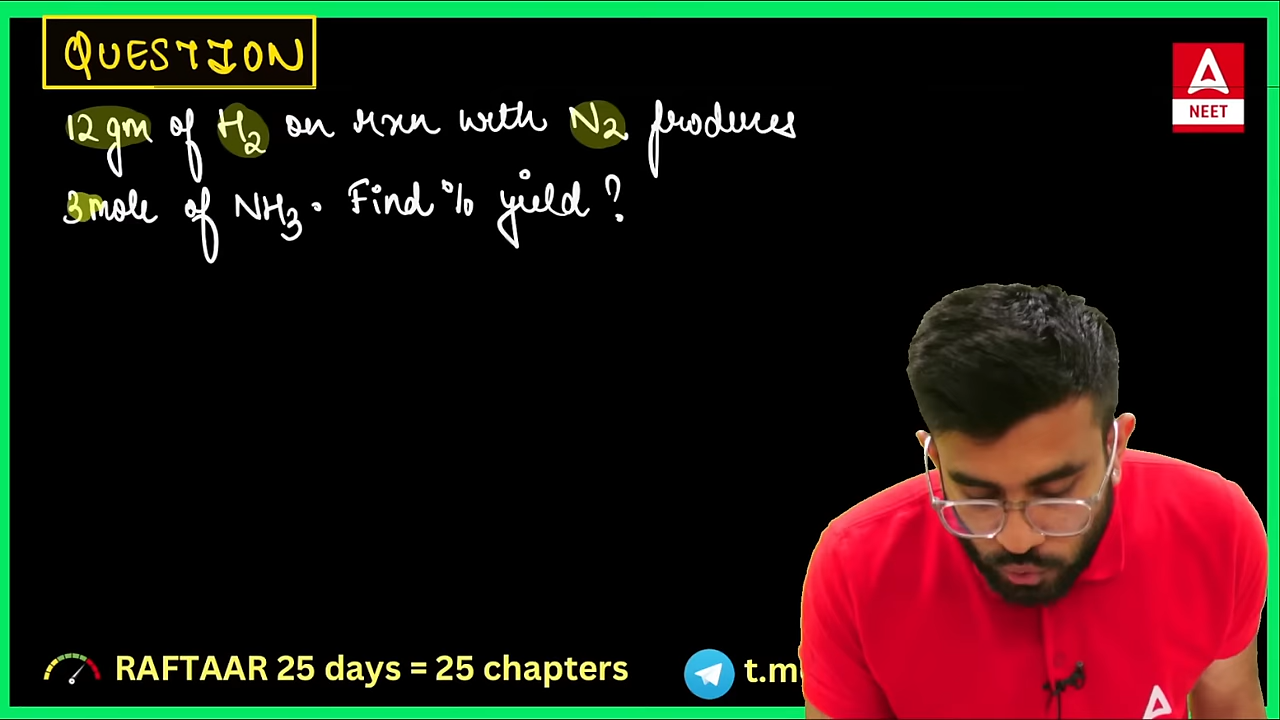 QUESTION
12 gm of H2 on rxn with N2 produces
3 mole of NH3. Find % yield ?
NEET
RAFTAAR 25 days = 25 chapters